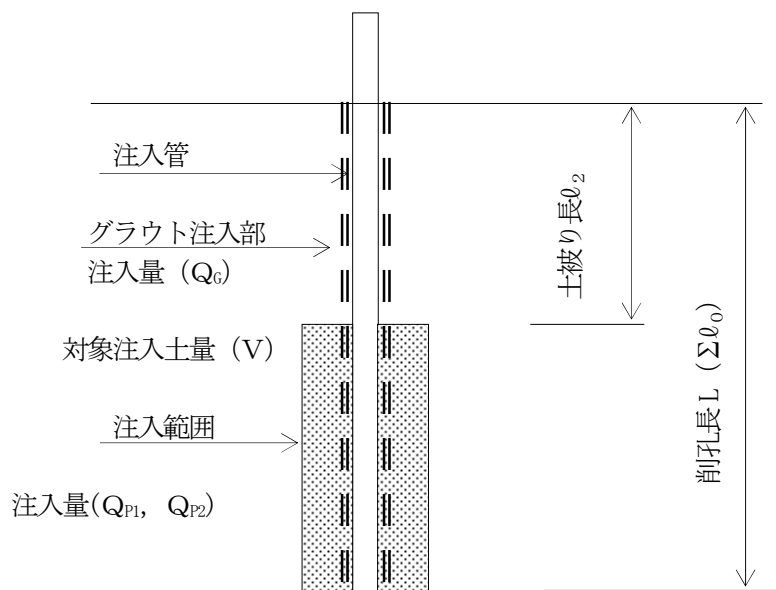 注入管
グラウト注入部
注入量（QG）
対象注入土量（V）
注入範囲
注入量(QP1, QP2)
土被り長ℓ2
削孔長L（Σℓ0）